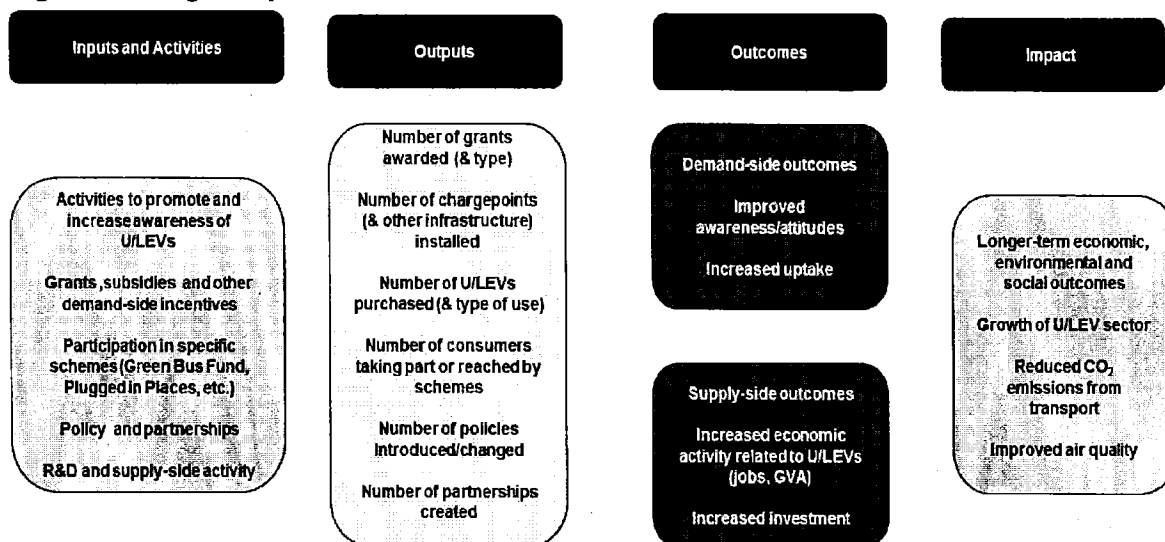 Inputs and Activities
Activities to promote and
increase awareness of
U/LEVs
Grants ,subsidies and other
demand-side incentives
Participation in specific
schemes (Green Bus Fund,
Plugged in Places, etc.)
Policy and partnerships
R&D and supply-side activity
Outputs
Number of grants
awarded (& type)
Number of chargepoints
(& other infrastructure)
installed
Number of U/LEVs
purchased (& type of use)
Number of consumers
taking part or reached by
schemes
Number of policies
introduced/changed
Number of partnerships
created
Outcomes
Demand-side outcomes
Improved
awareness/attitudes
Increased uptake
Supply-side outcomes
Increased economic
activity related to U/LEVs
(jobs, GVA)
Increased investment
Impact
Longer-term economic,
environmental and
social outcomes
Growth of U/LEV sector
Reduced CO₂
emissions from
transport
Improved air quality